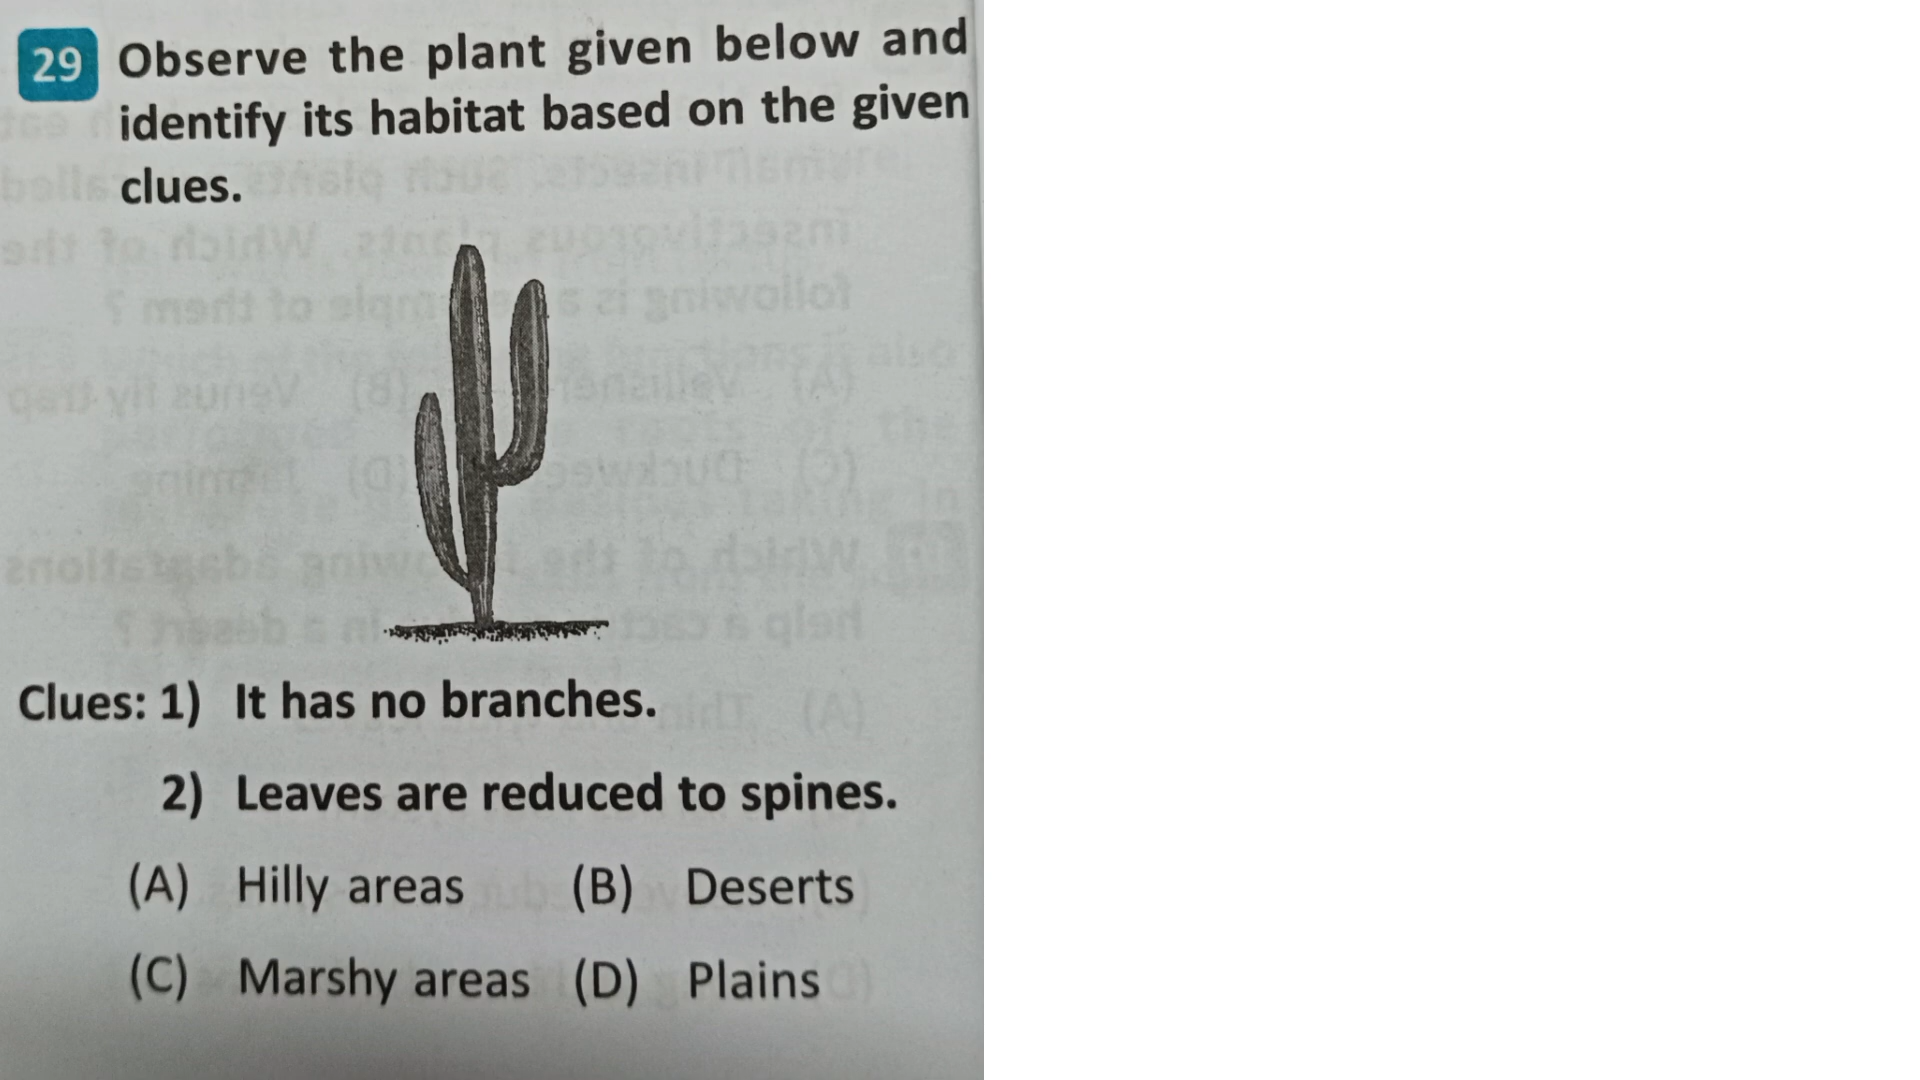 29 Observe the plant given below and
identify its habitat based on the given
clues.
Clues: 1) It has no branches.
2) Leaves are reduced to spines.
(A) Hilly areas (B) Deserts
(C) Marshy areas (D) Plains